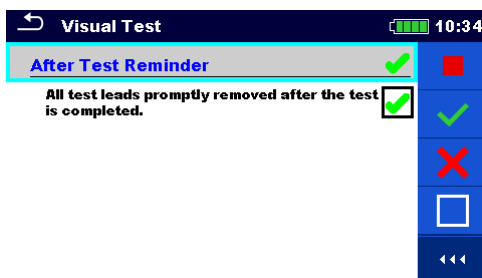 Visual Test
10:34
After Test Reminder
All test leads promptly removed after the test
is completed.